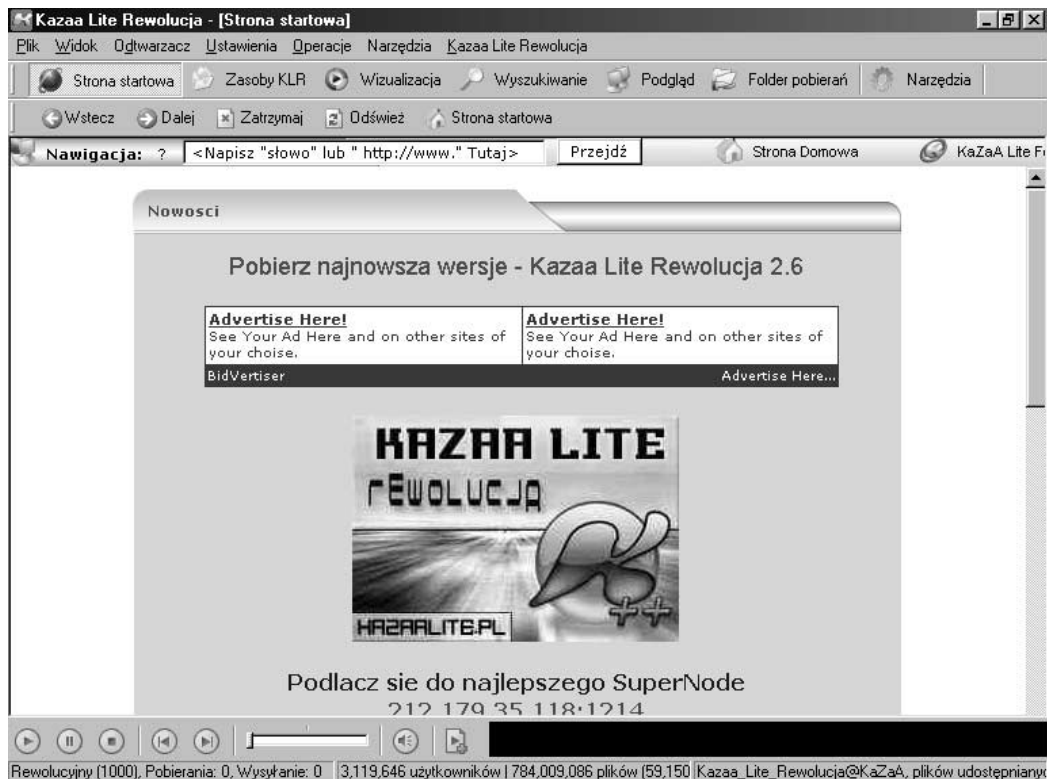 Kazaa Lite Rewolucja - [Strona startowa]
Plik Widok Odtwarzacz Ustawienia Operacje Narzędzia Kazaa Lite Rewolucja
Strona startowa Zasoby KLR Wizualizacja Wyszukiwanie Podgląd Folder pobierań Narzędzia
Wstecz Dalej Zatrzymaj Odśwież Strona startowa
Nawigacja: ? <Napisz "słowo" lub " http://www." Tutaj> Przejdź Strona Domowa KaZaA Lite
Nowosci
Pobierz najnowsza wersje - Kazaa Lite Rewolucja 2.6
Advertise Here! Advertise Here!
See Your Ad Here and on other sites of See Your Ad Here and on other sites of
your choise. your choise.
BidVertiser Advertise Here...
KAZAA LITE
rEWOLUCJA
++
KAZAALITE.PL
Podlacz sie do najlepszego SuperNode
212.179.35.118:1214
Rewolucyjny (1000), Pobierania: 0, Wysyłanie: 0 3,119,646 użytkowników | 784,009,086 plików (59,150 Kazaa_Lite_Rewolucja@KaZaA, plików udostępnianyc